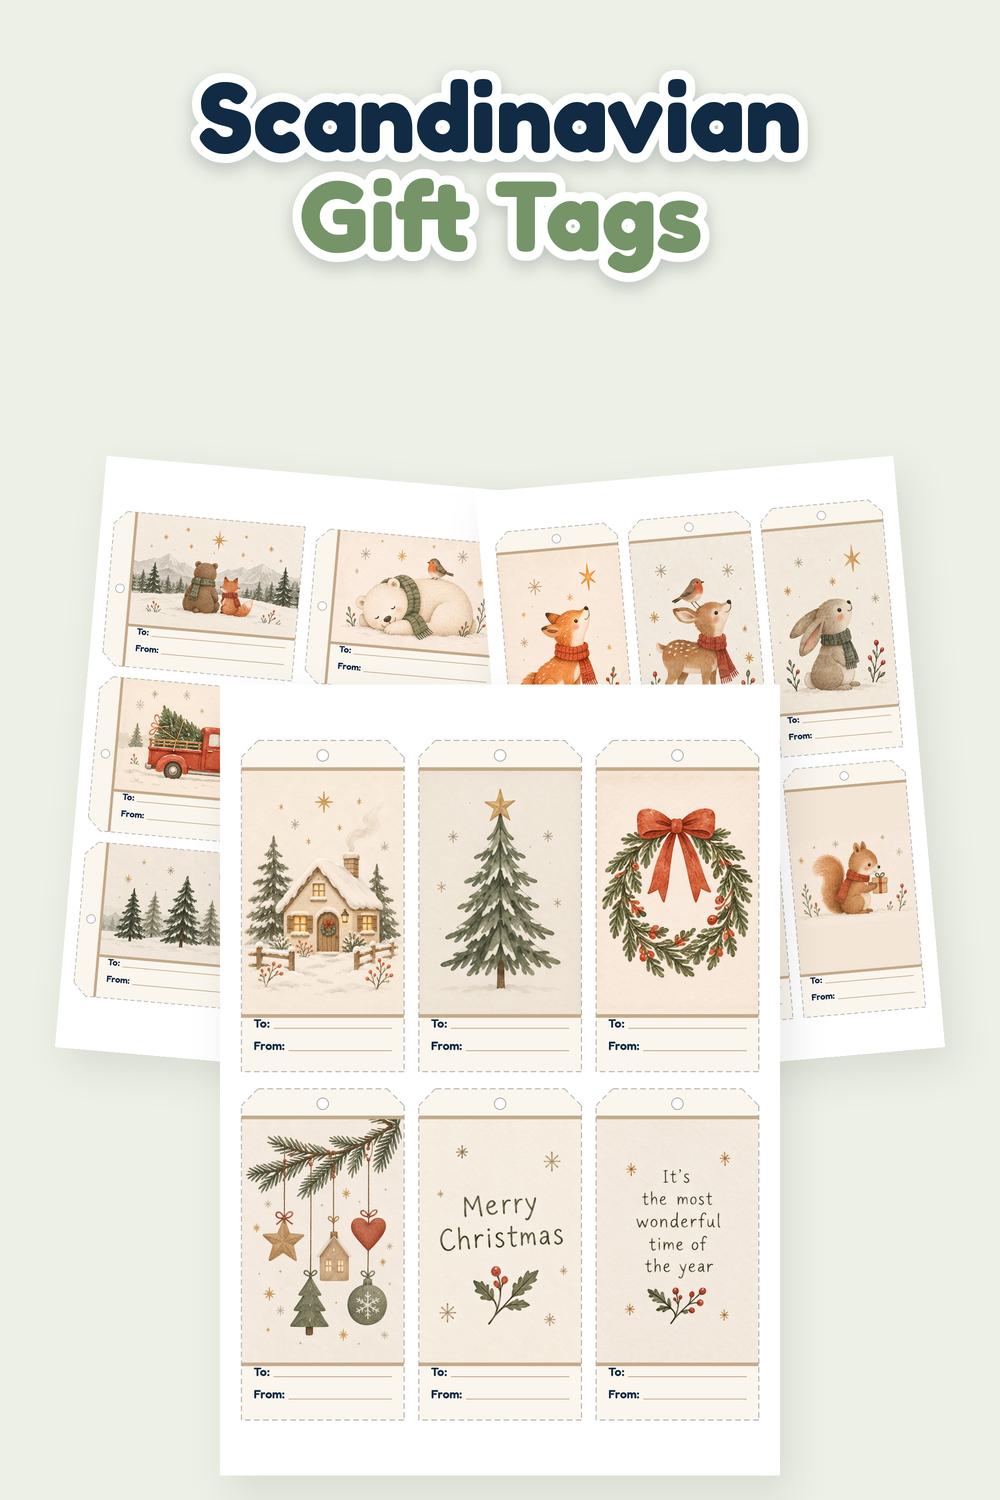 Scandinavian
Gift Tags
To:
From:
To:
From:
To:
From:
To:
From:
To:
From:
To:
From:
To:
From:
To:
From:
To:
From:
Merry
Christmas
It's
the most
wonderful
time of
the year
To:
From:
To:
From:
To:
From: